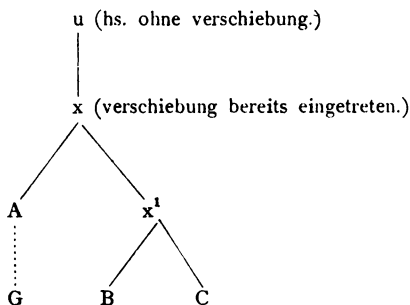 u (hs. ohne verschiebung.)
x (verschiebung bereits eingetreten.)
A x¹
G B C